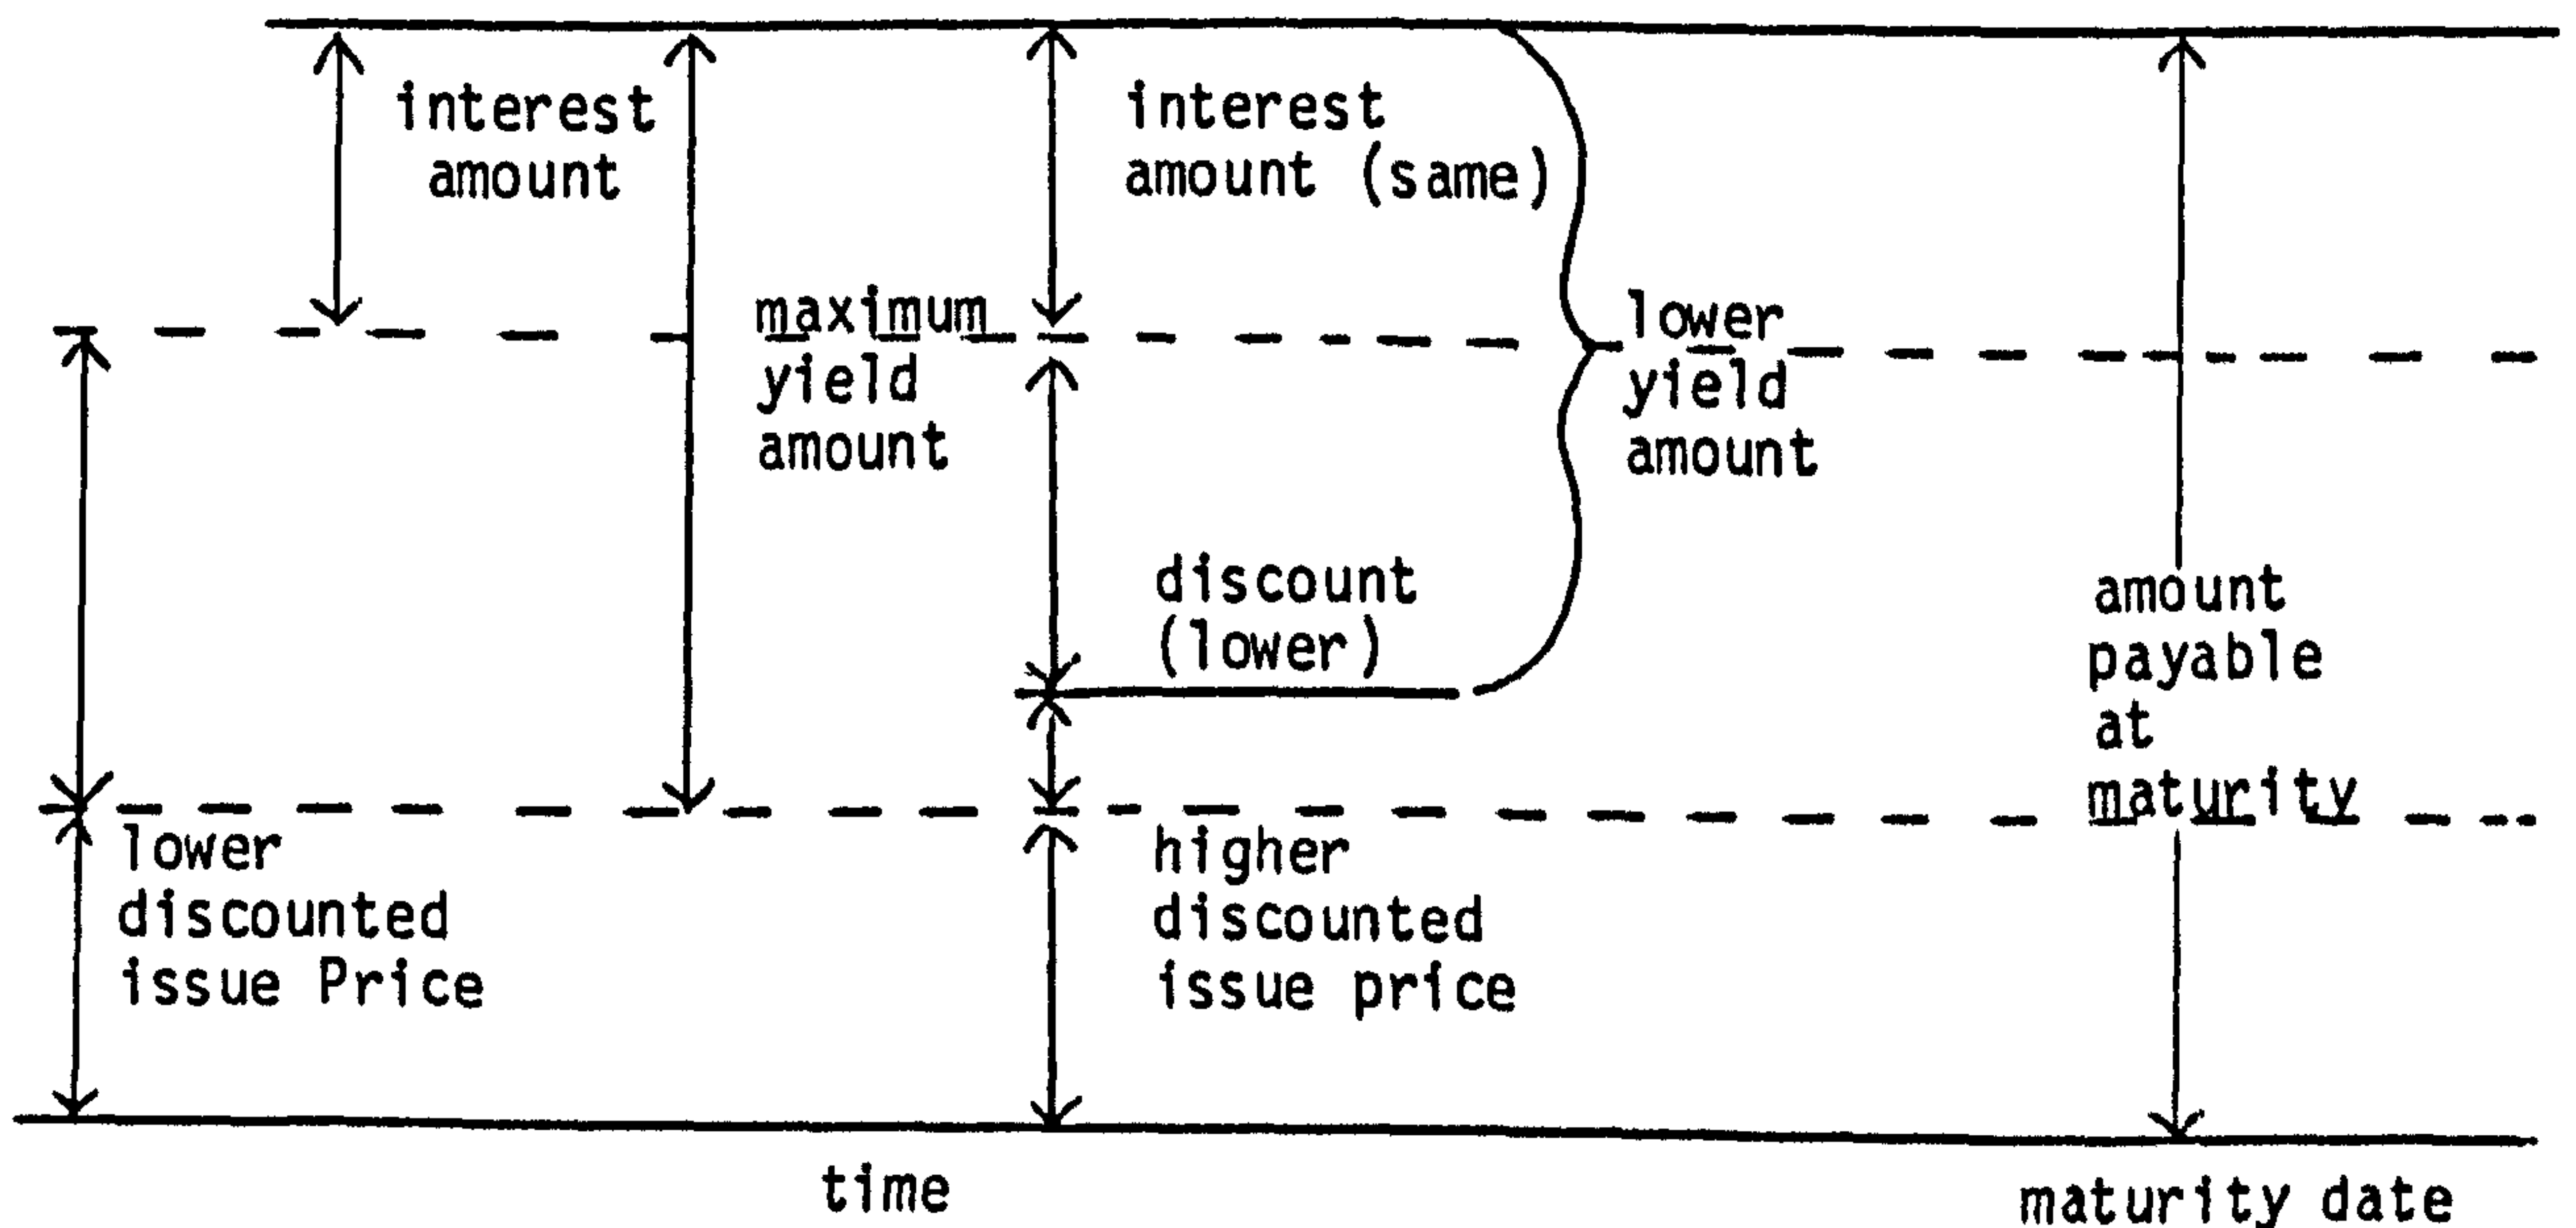 interest
amount
interest
amount (same)
maximum
yield
amount
lower
yield
amount
discount
(lower)
amount
payable
at
maturity
lower
discounted
issue Price
higher
discounted
issue price
time
maturity date